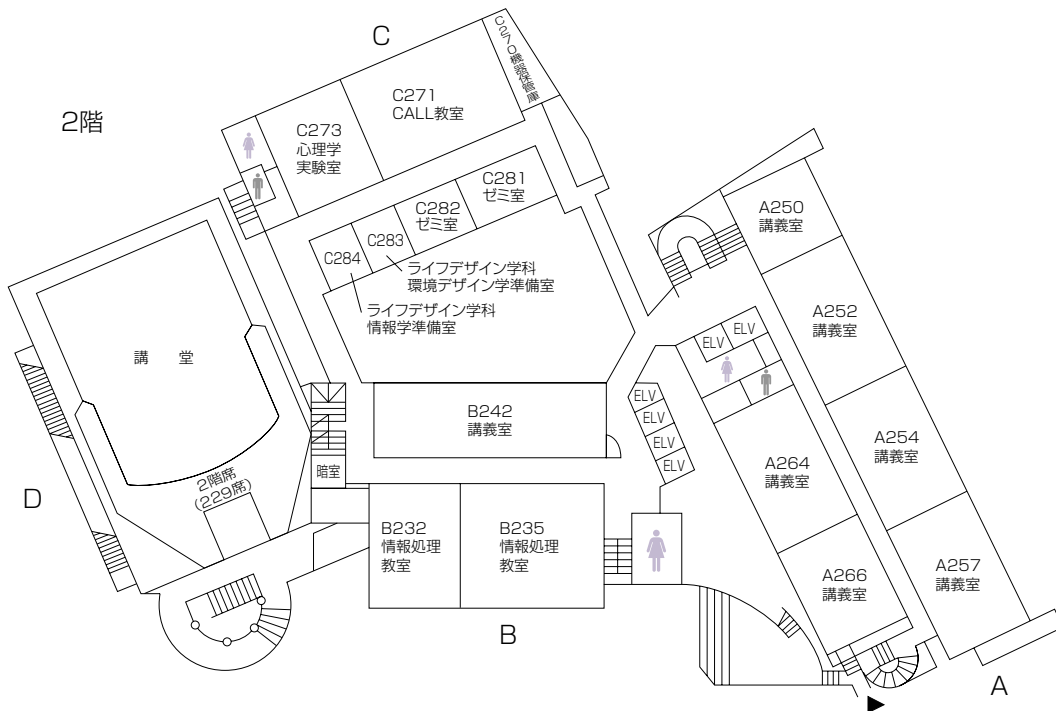 2階
C
C270機器保管庫
C271
CALL教室
C273
心理学
実験室
C281
ゼミ室
C282
ゼミ室
C283
C284
ライフデザイン学科
環境デザイン学準備室
ライフデザイン学科
情報学準備室
A250
講義室
A252
講義室
A254
講義室
A257
講義室
ELV
ELV
A264
講義室
A266
講義室
ELV
ELV
ELV
ELV
B242
講義室
暗室
B232
情報処理
教室
B235
情報処理
教室
講 堂
2階席
(229席)
D
B
A